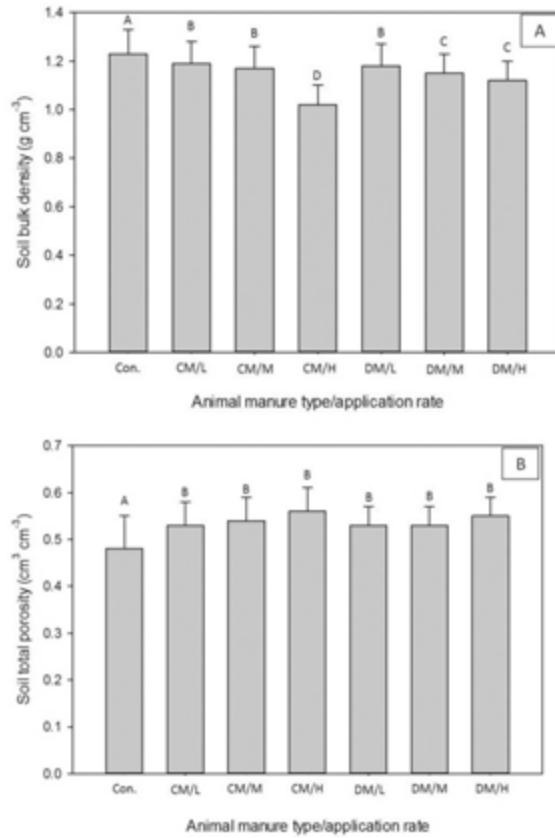 A
Soil bulk density (g cm⁻³)
1.4
1.2
1.0
0.8
0.6
0.4
0.2
0.0
A
B
B
D
B
C
C
Con.
CM/L
CM/M
CM/H
DM/L
DM/M
DM/H
Animal manure type/application rate
B
Soil total porosity (cm³ cm⁻³)
0.7
0.6
0.5
0.4
0.3
0.2
0.1
0.0
A
B
B
B
B
B
B
Con.
CM/L
CM/M
CM/H
DM/L
DM/M
DM/H
Animal manure type/application rate